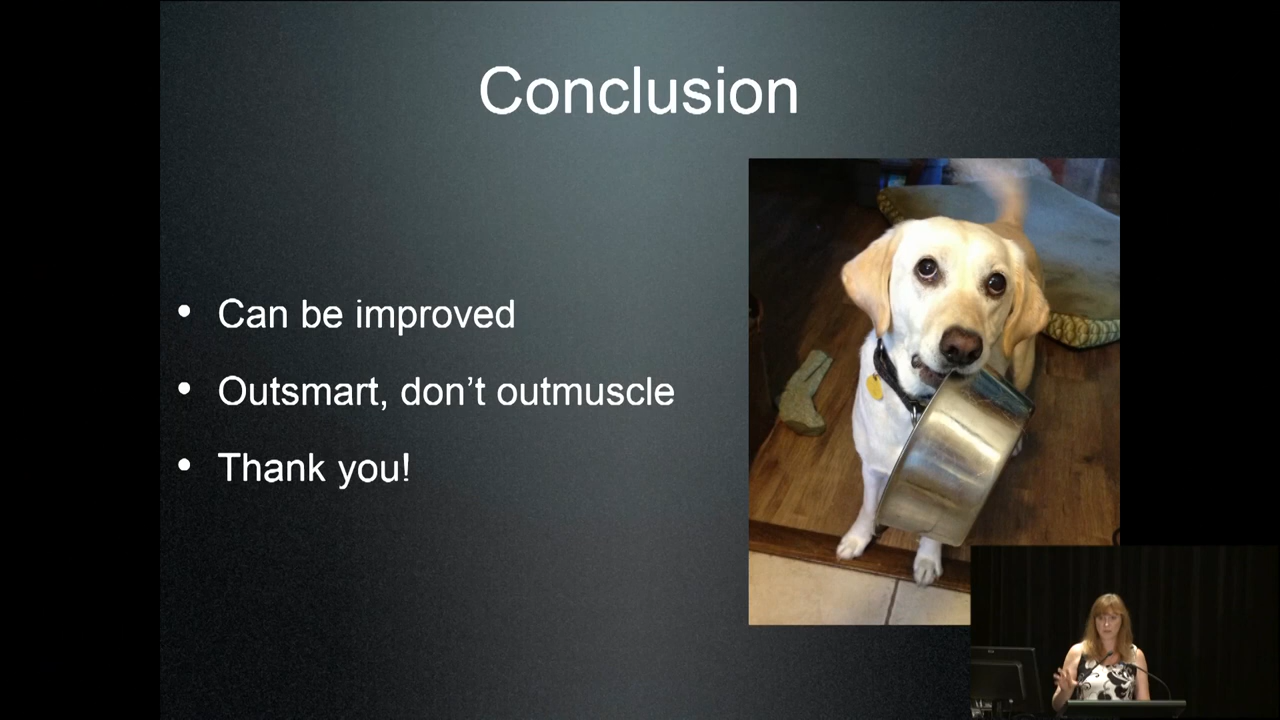 Conclusion
• Can be improved
• Outsmart, don’t outmuscle
• Thank you!